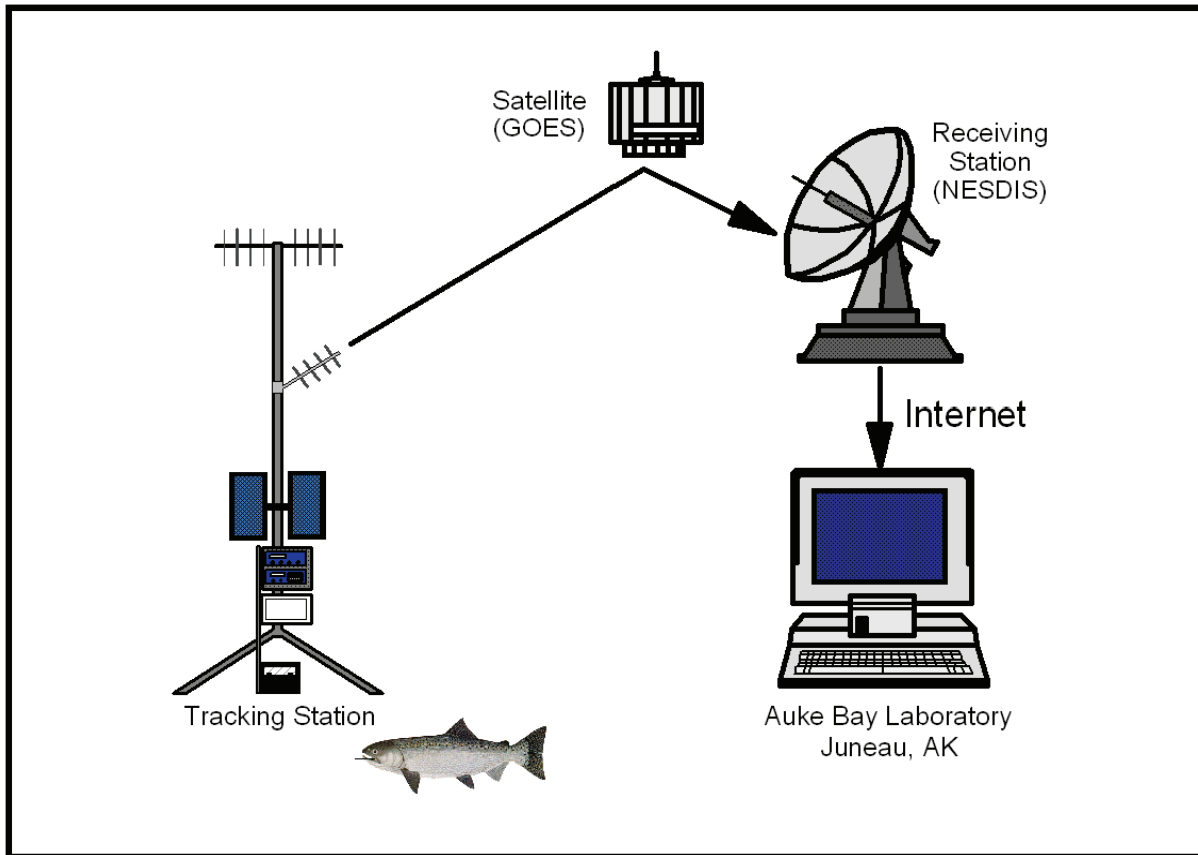 Satellite
(GOES)
Receiving
Station
(NESDIS)
Internet
Tracking Station
Auke Bay Laboratory
Juneau, AK